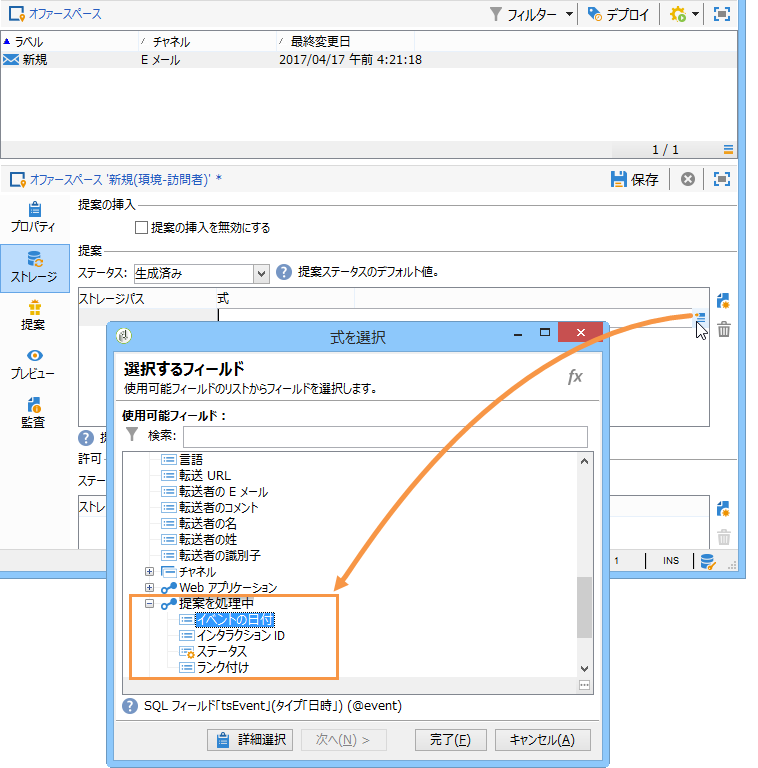 オファースペース
フィルター
デプロイ
ラベル
チャネル
最終変更日
新規
E メール
2017/04/17 午前 4:21:18
1 / 1
オファースペース '新規(環境-訪問者)' *
保存
プロパティ
ストレージ
提案
プレビュー
監査
提案の挿入
提案の挿入を無効にする
提案
ステータス:
生成済み
提案ステータスのデフォルト値。
ストレージパス
式
許可
ステー
ストレ
1
INS
式を選択
選択するフィールド
使用可能フィールドのリストからフィールドを選択します。
fx
使用可能フィールド：
検索:
言語
転送 URL
転送者の E メール
転送者のコメント
転送者の名
転送者の姓
転送者の識別子
チャネル
Web アプリケーション
提案を処理中
イベントの日付
インタラクション ID
ステータス
ランク付け
SQL フィールド「tsEvent」(タイプ「日時」) (@event)
詳細選択
次へ(N) >
完了(F)
キャンセル(A)